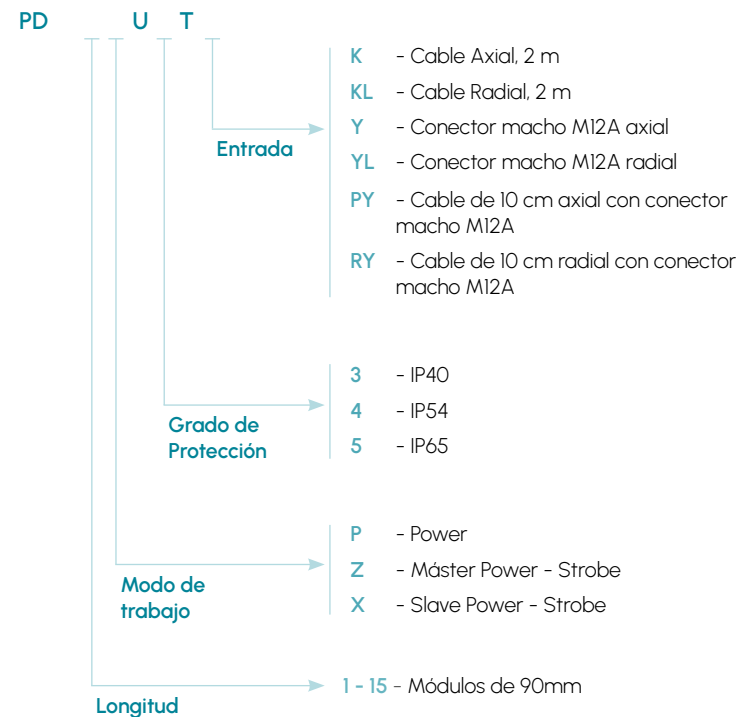 PD U T
K - Cable Axial, 2 m
KL - Cable Radial, 2 m
Y - Conector macho M12A axial
Entrada
YL - Conector macho M12A radial
PY - Cable de 10 cm axial con conector
macho M12A
RY - Cable de 10 cm radial con conector
macho M12A
3 - IP40
4 - IP54
Grado de
Protección
5 - IP65
P - Power
Z - Máster Power - Strobe
Modo de
trabajo
X - Slave Power - Strobe
1 - 15 - Módulos de 90mm
Longitud